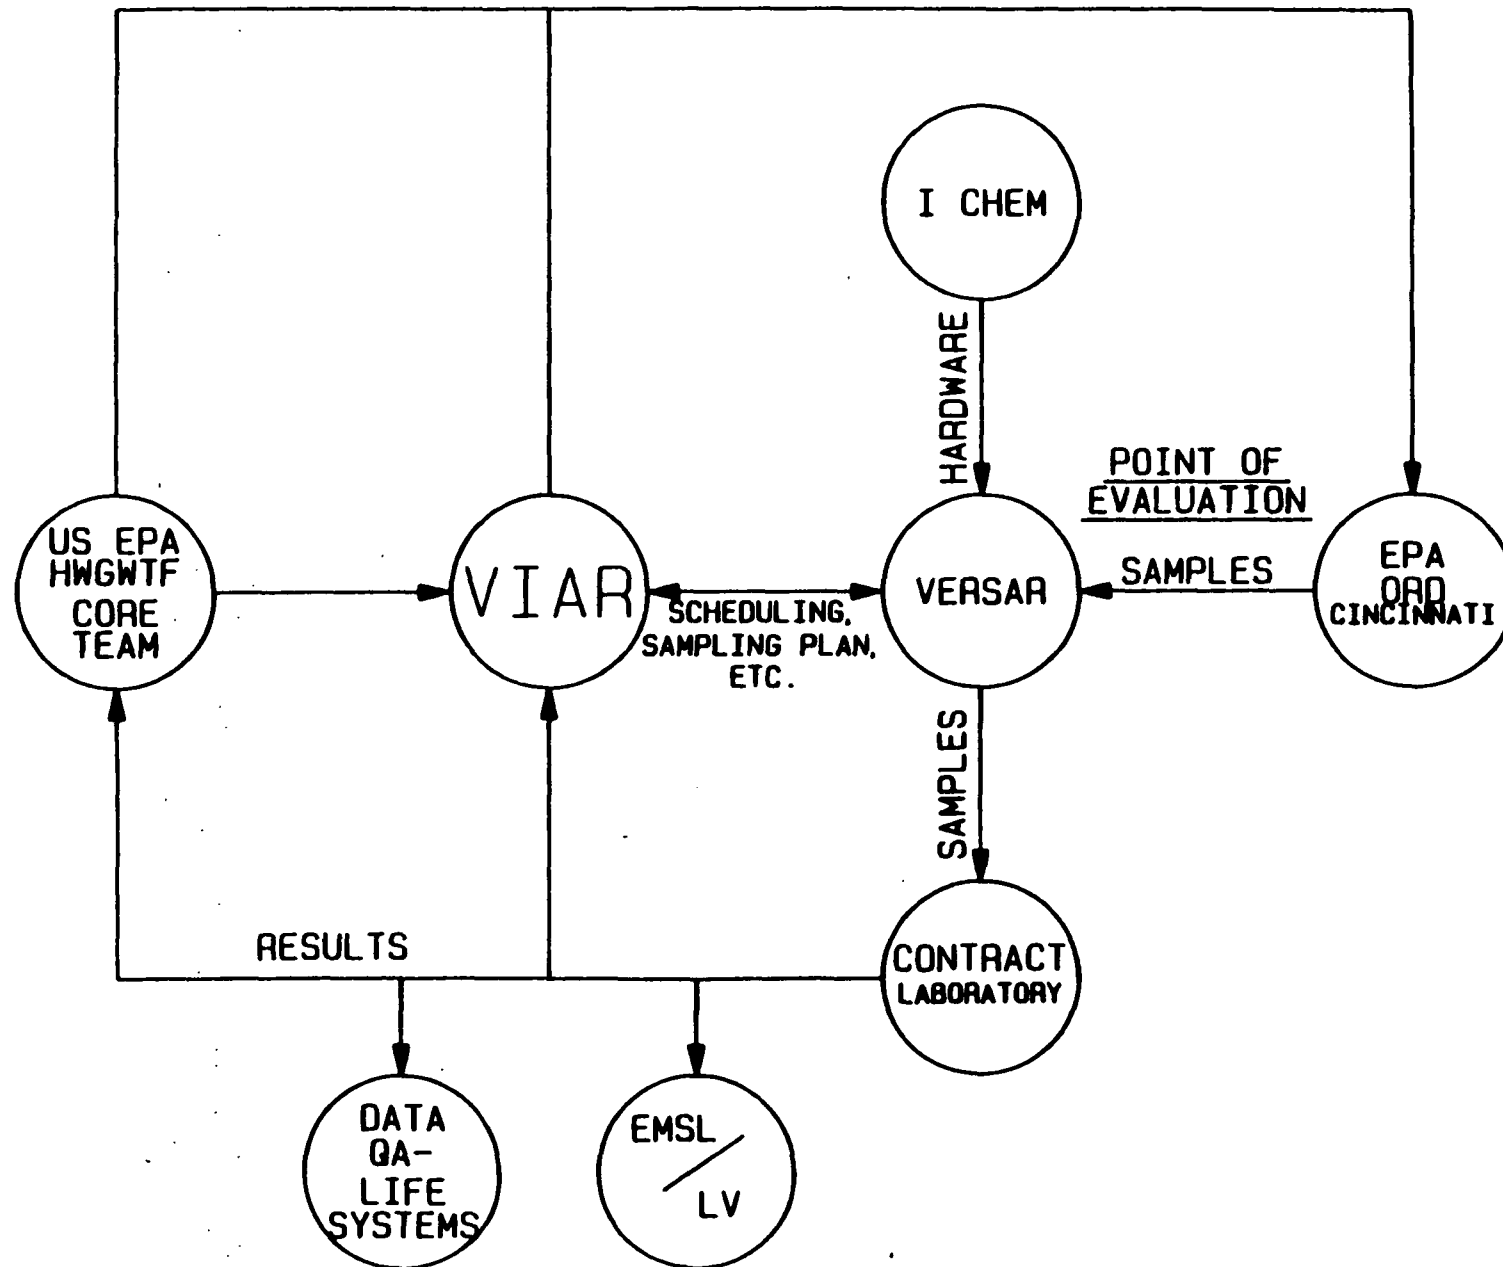 I CHEM
HARDWARE
POINT OF
EVALUATION
US EPA
HWGWTF
CORE
TEAM
VIAR
SCHEDULING,
SAMPLING PLAN,
ETC.
VERSAR
SAMPLES
EPA
ORD
CINCINNATI
SAMPLES
RESULTS
CONTRACT
LABORATORY
DATA
QA-
LIFE
SYSTEMS
EMSL
/
LV